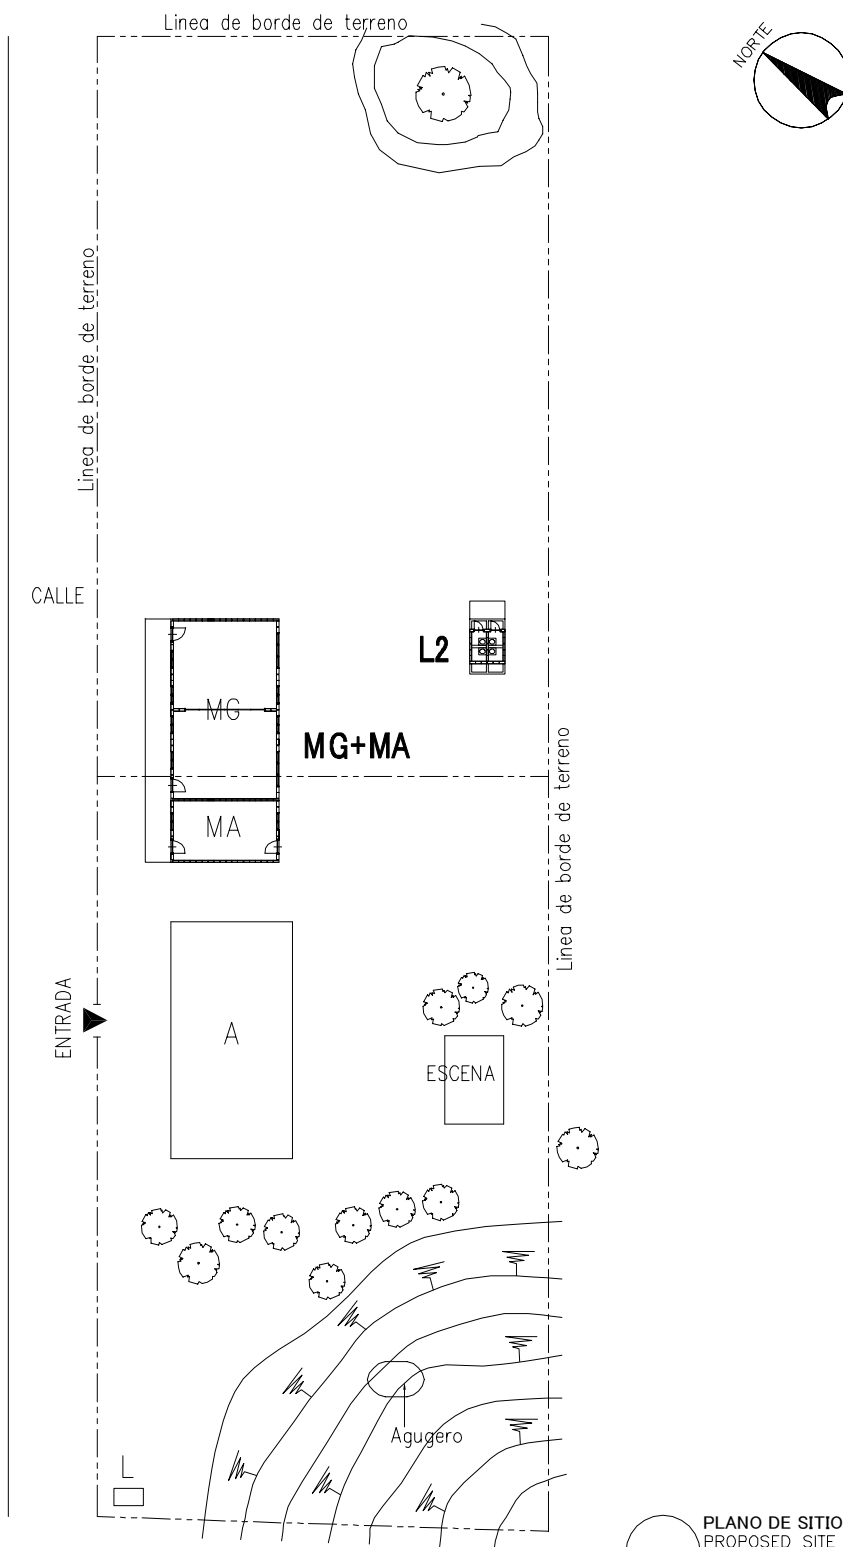 Linea de borde de terreno
NORTE
Linea de borde de terreno
CALLE
L2
MG
MG+MA
MA
Linea de borde de terreno
ENTRADA
A
ESCENA
Agugero
L
PLANO DE SITIO
PROPOSED SITE